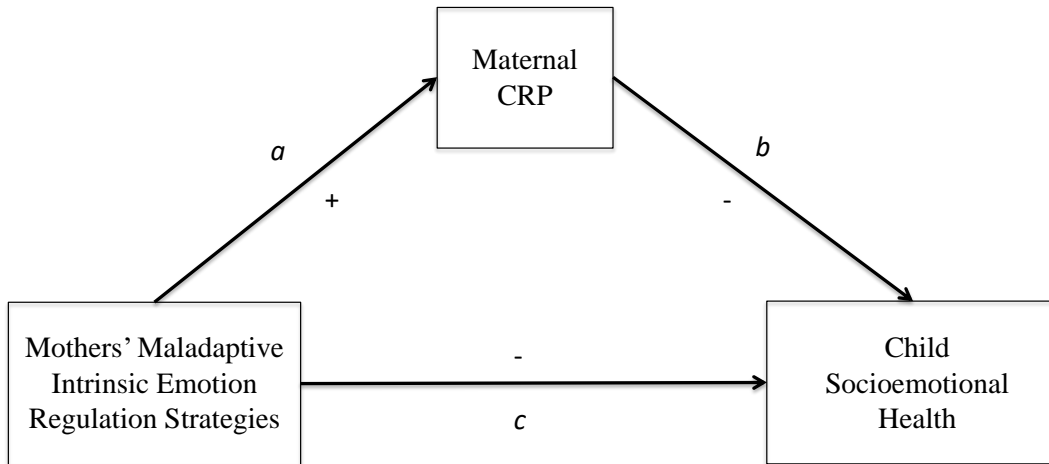 Maternal
CRP
a
b
+
-
Mothers’ Maladaptive
Intrinsic Emotion
Regulation Strategies
-
c
Child
Socioemotional
Health